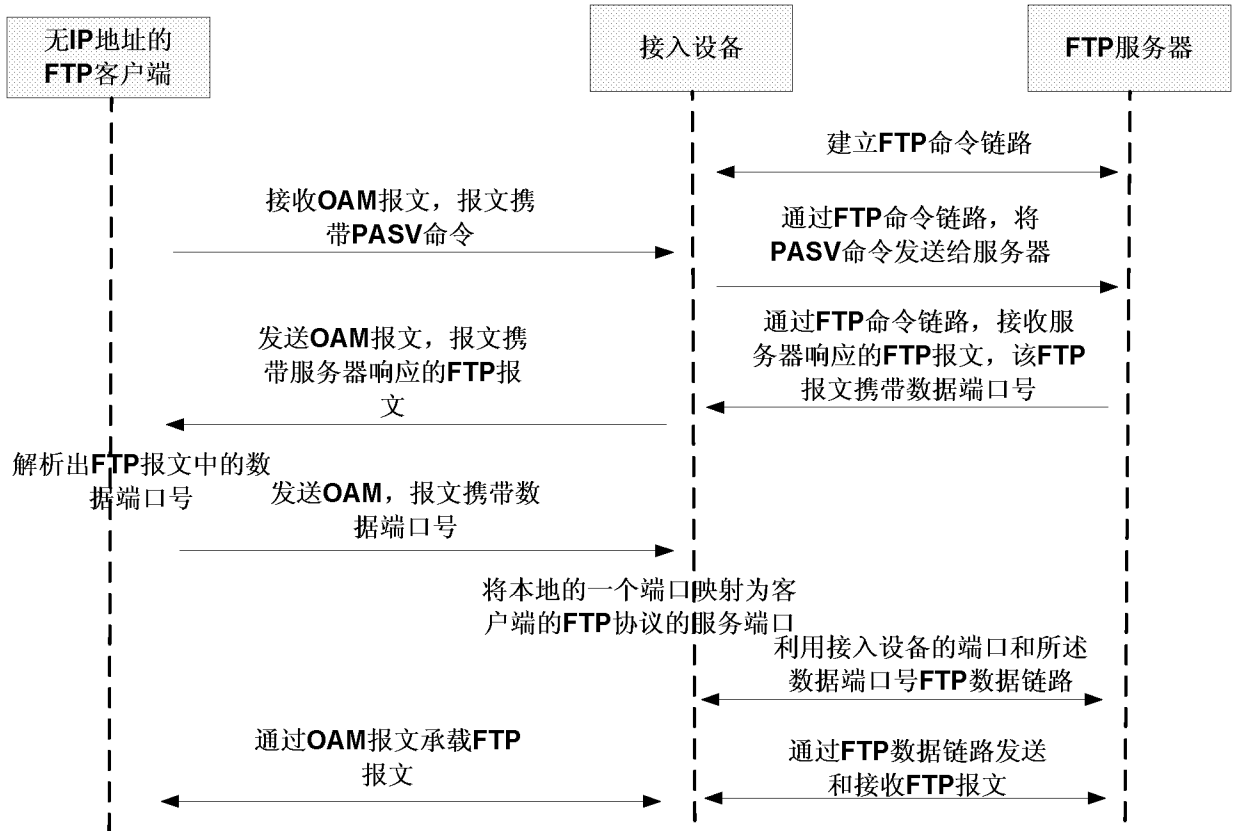 无IP地址的
FTP客户端
接入设备
FTP服务器
建立FTP命令链路
接收OAM报文，报文携
带PASV命令
通过FTP命令链路，将
PASV命令发送给服务器
发送OAM报文，报文携
带服务器响应的FTP报
文
通过FTP命令链路，接收服
务器响应的FTP报文，该FTP
报文携带数据端口号
解析出FTP报文中的数
据端口号
发送OAM，报文携带数
据端口号
将本地的一个端口映射为客
户端的FTP协议的服务端口
利用接入设备的端口和所述
数据端口号FTP数据链路
通过OAM报文承载FTP
报文
通过FTP数据链路发送
和接收FTP报文